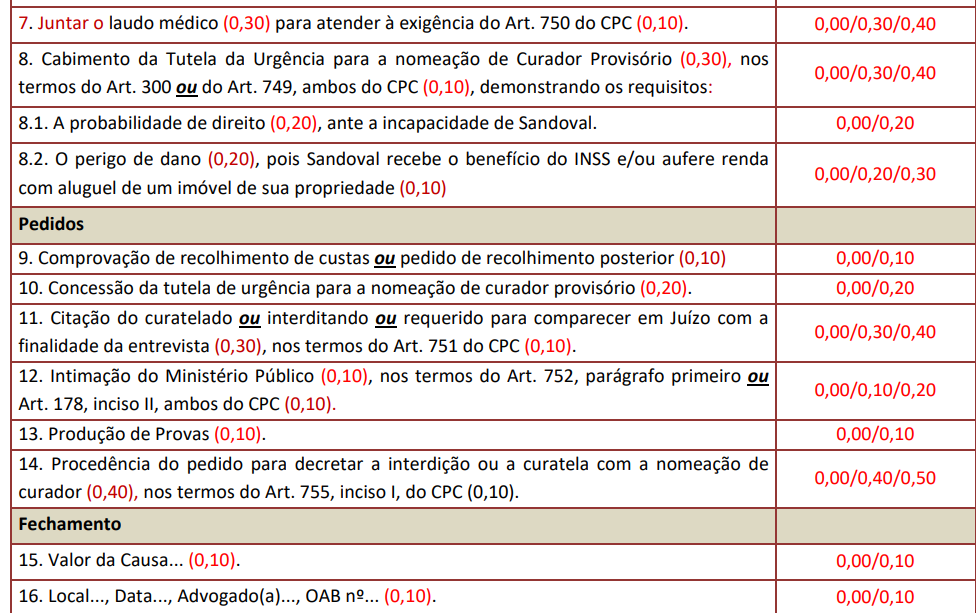 7. Juntar o laudo médico (0,30) para atender à exigência do Art. 750 do CPC (0,10).
0,00/0,30/0,40
8. Cabimento da Tutela da Urgência para a nomeação de Curador Provisório (0,30), nos
termos do Art. 300 ou do Art. 749, ambos do CPC (0,10), demonstrando os requisitos:
0,00/0,30/0,40
8.1. A probabilidade de direito (0,20), ante a incapacidade de Sandoval.
0,00/0,20
8.2. O perigo de dano (0,20), pois Sandoval recebe o benefício do INSS e/ou aufere renda
com aluguel de um imóvel de sua propriedade (0,10)
0,00/0,20/0,30
Pedidos
9. Comprovação de recolhimento de custas ou pedido de recolhimento posterior (0,10)
0,00/0,10
10. Concessão da tutela de urgência para a nomeação de curador provisório (0,20).
0,00/0,20
11. Citação do curatelado ou interditando ou requerido para comparecer em Juízo com a
finalidade da entrevista (0,30), nos termos do Art. 751 do CPC (0,10).
0,00/0,30/0,40
12. Intimação do Ministério Público (0,10), nos termos do Art. 752, parágrafo primeiro ou
Art. 178, inciso II, ambos do CPC (0,10).
0,00/0,10/0,20
13. Produção de Provas (0,10).
0,00/0,10
14. Procedência do pedido para decretar a interdição ou a curatela com a nomeação de
curador (0,40), nos termos do Art. 755, inciso I, do CPC (0,10).
0,00/0,40/0,50
Fechamento
15. Valor da Causa... (0,10).
0,00/0,10
16. Local..., Data..., Advogado(a)..., OAB nº... (0,10).
0,00/0,10